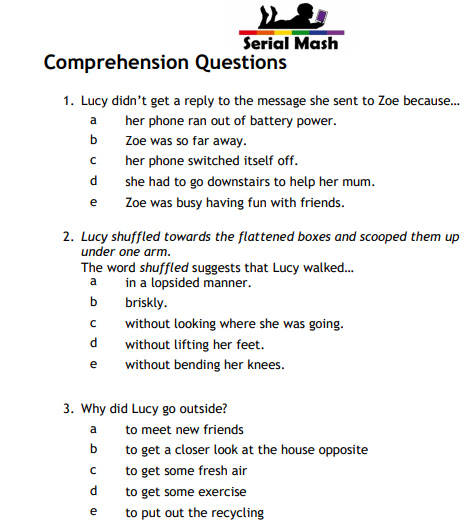 Serial Mash
Comprehension Questions
1. Lucy didn't get a reply to the message she sent to Zoe because...
a her phone ran out of battery power.
b Zoe was so far away.
c her phone switched itself off.
d she had to go downstairs to help her mum.
e Zoe was busy having fun with friends.
2. Lucy shuffled towards the flattened boxes and scooped them up
under one arm.
The word shuffled suggests that Lucy walked...
a in a lopsided manner.
b briskly.
c without looking where she was going.
d without lifting her feet.
e without bending her knees.
3. Why did Lucy go outside?
a to meet new friends
b to get a closer look at the house opposite
c to get some fresh air
d to get some exercise
e to put out the recycling